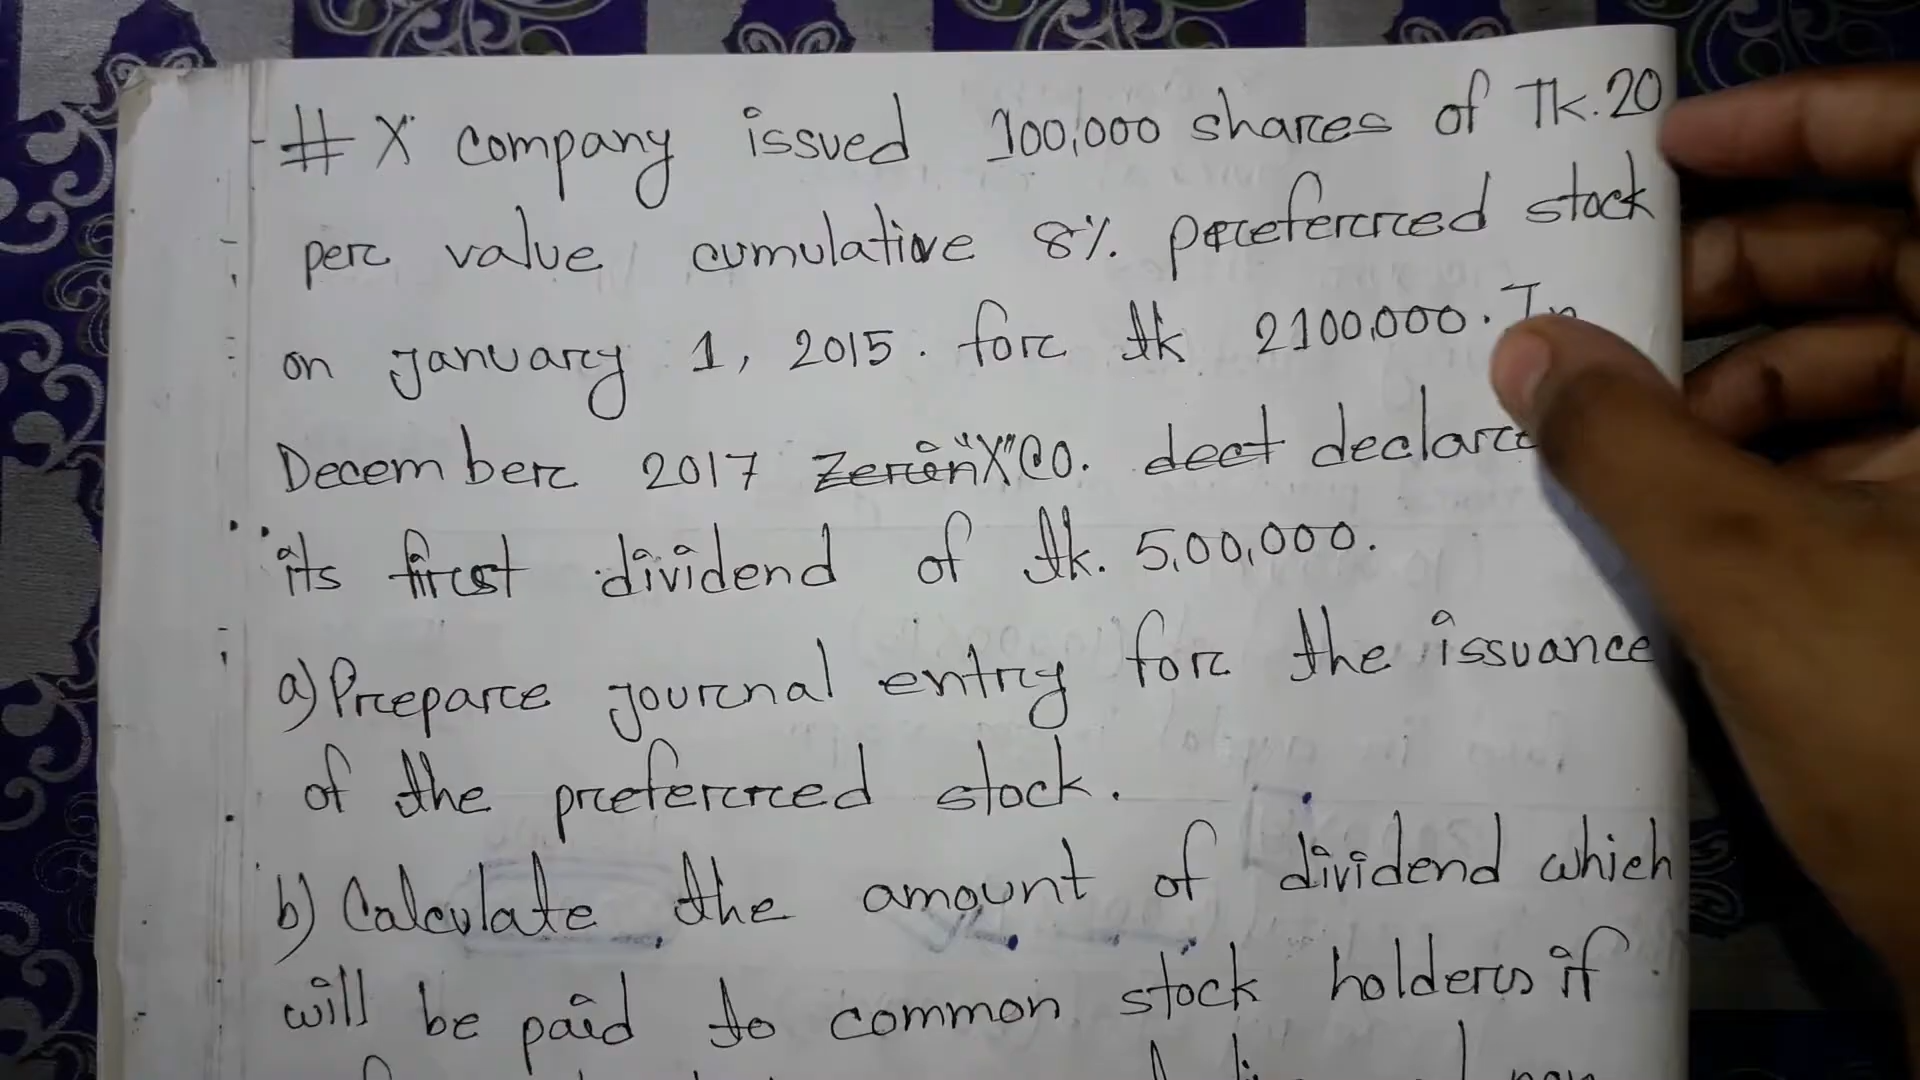 # X company issued 100,000 shares of Tk.20
per value cumulative 8% preferred stock
on january 1, 2015. for tk 2100,000. In
December 2017 "X" Co. declare
its first dividend of tk. 5,00,000.
a) Prepare journal entry for the issuance
of the preferred stock.
b) Calculate the amount of dividend which
will be paid to common stock holders if